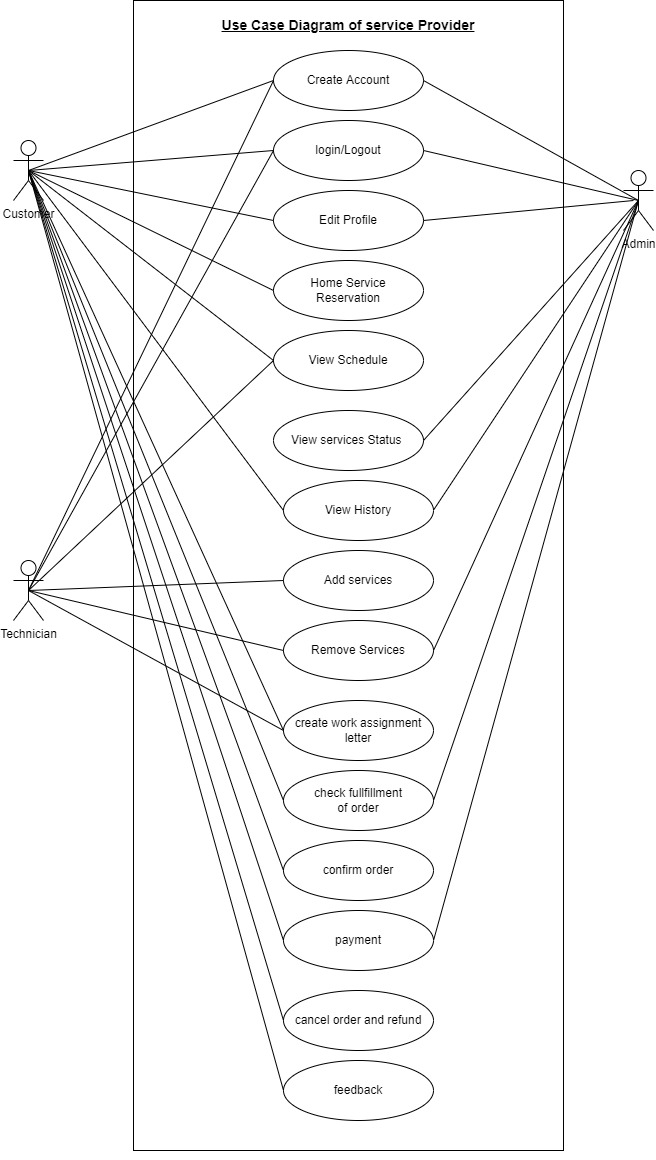 Use Case Diagram of service Provider
Create Account
login/Logout
Customer
Edit Profile
Admin
Home Service
Reservation
View Schedule
View services Status
View History
Add services
Technician
Remove Services
create work assignment
letter
check fullfillment
of order
confirm order
payment
cancel order and refund
feedback